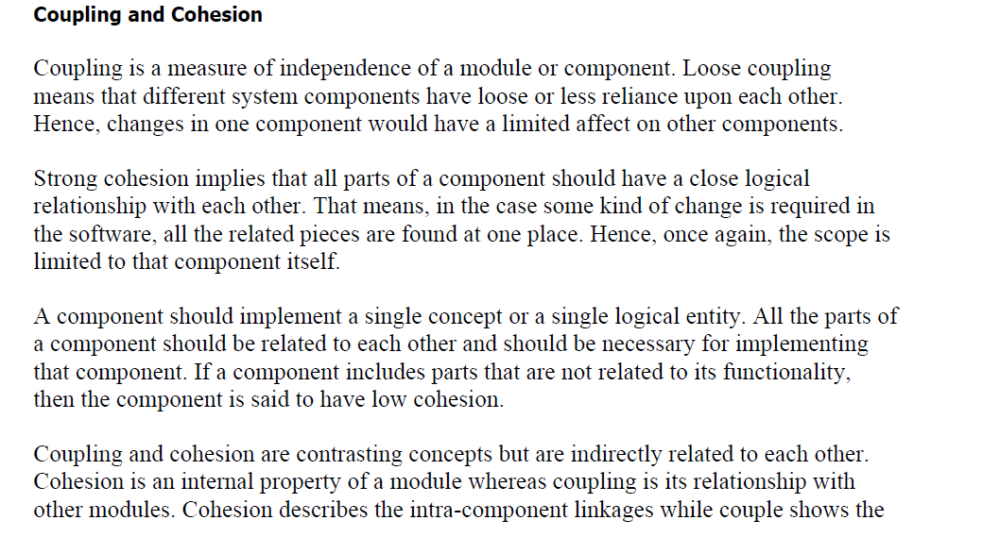 Coupling and Cohesion
Coupling is a measure of independence of a module or component. Loose coupling
means that different system components have loose or less reliance upon each other.
Hence, changes in one component would have a limited affect on other components.
Strong cohesion implies that all parts of a component should have a close logical
relationship with each other. That means, in the case some kind of change is required in
the software, all the related pieces are found at one place. Hence, once again, the scope is
limited to that component itself.
A component should implement a single concept or a single logical entity. All the parts of
a component should be related to each other and should be necessary for implementing
that component. If a component includes parts that are not related to its functionality,
then the component is said to have low cohesion.
Coupling and cohesion are contrasting concepts but are indirectly related to each other.
Cohesion is an internal property of a module whereas coupling is its relationship with
other modules. Cohesion describes the intra-component linkages while couple shows the